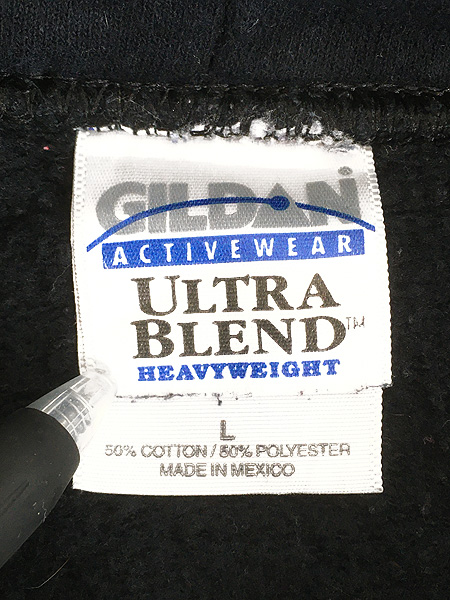 GILDAN
ACTIVEWEAR
ULTRA
BLEND™
HEAVYWEIGHT
L
50% COTTON / 50% POLYESTER
MADE IN MEXICO